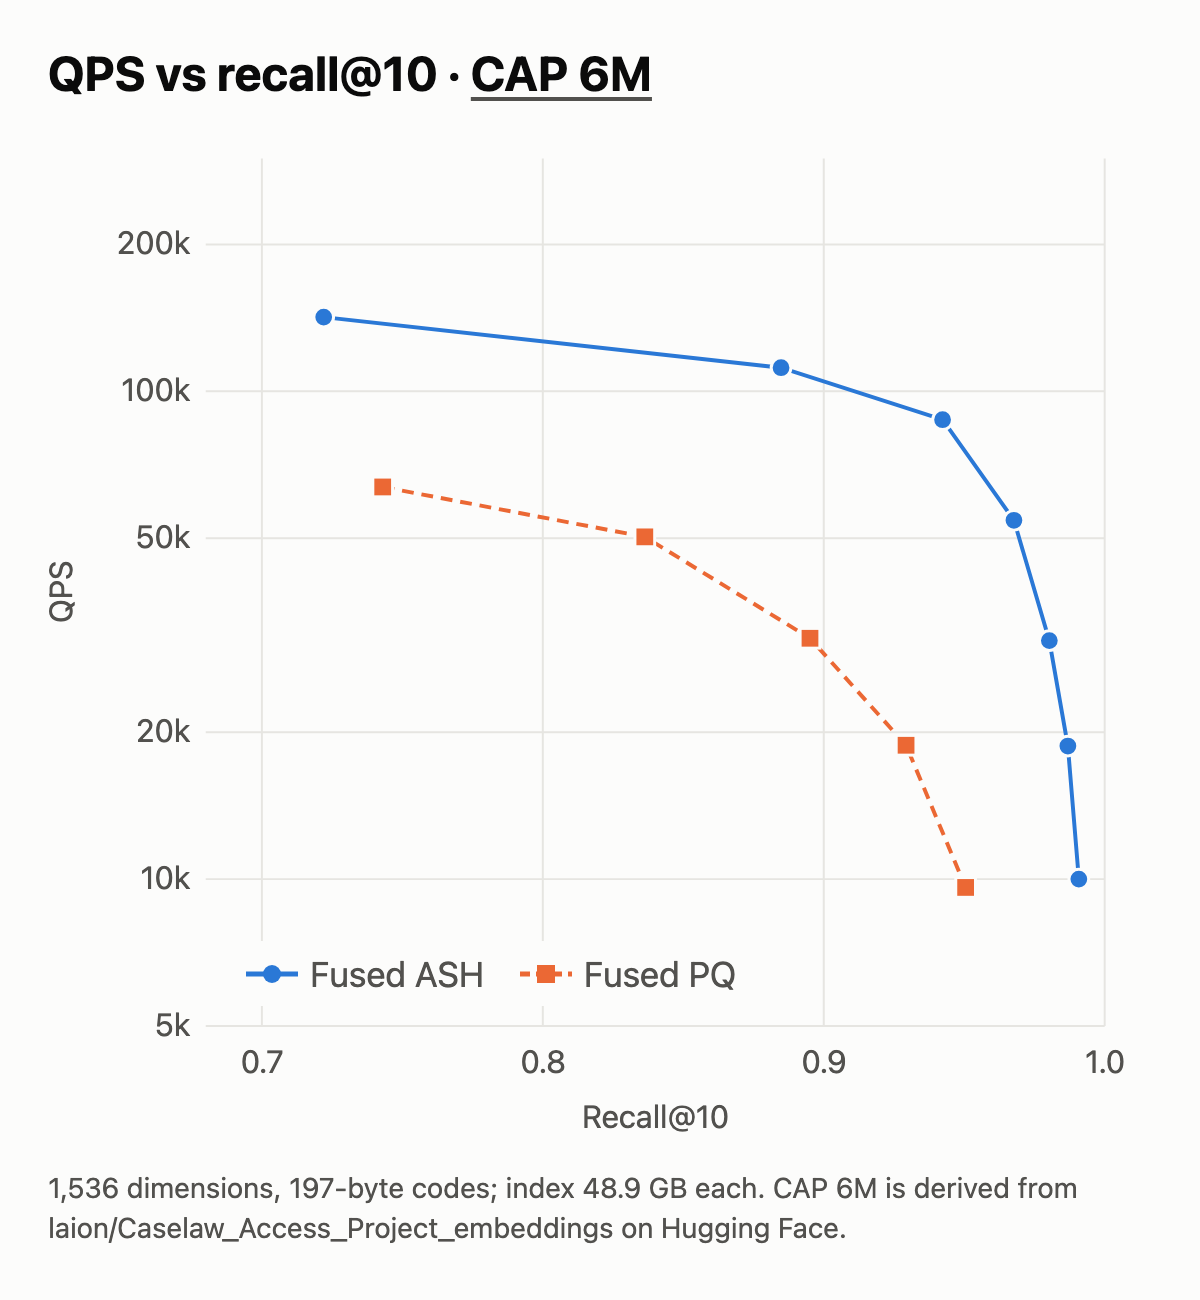 QPS vs recall@10 · CAP 6M
200k
100k
50k
20k
10k
5k
QPS
Fused ASH
Fused PQ
0.7 0.8 0.9 1.0
Recall@10
1,536 dimensions, 197-byte codes; index 48.9 GB each. CAP 6M is derived from
laion/Caselaw_Access_Project_embeddings on Hugging Face.